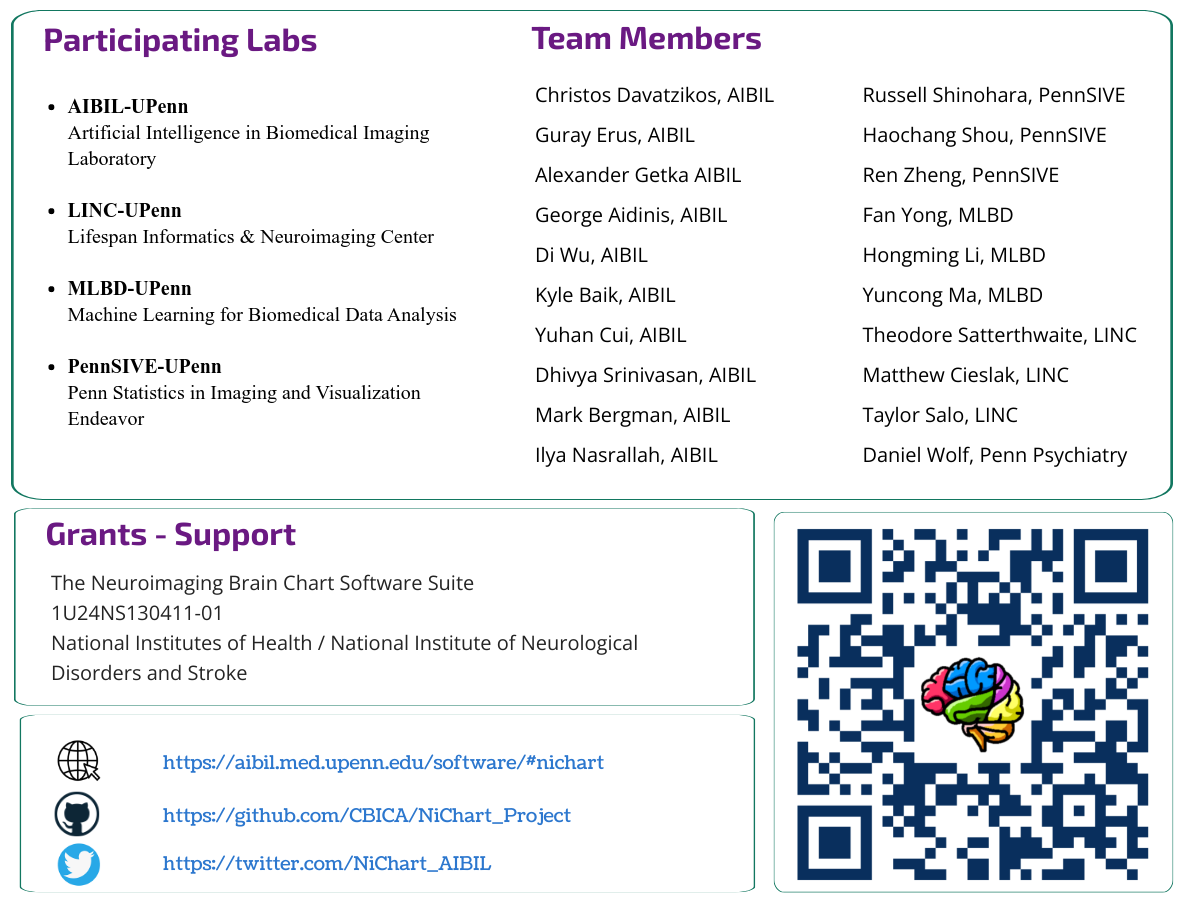 Participating Labs
AIBIL-UPenn
Artificial Intelligence in Biomedical Imaging
Laboratory
LINC-UPenn
Lifespan Informatics & Neuroimaging Center
MLBD-UPenn
Machine Learning for Biomedical Data Analysis
PennSIVE-UPenn
Penn Statistics in Imaging and Visualization
Endeavor
Team Members
Christos Davatzikos, AIBIL
Guray Erus, AIBIL
Alexander Getka AIBIL
George Aidinis, AIBIL
Di Wu, AIBIL
Kyle Baik, AIBIL
Yuhan Cui, AIBIL
Dhivya Srinivasan, AIBIL
Mark Bergman, AIBIL
Ilya Nasrallah, AIBIL
Russell Shinohara, PennSIVE
Haochang Shou, PennSIVE
Ren Zheng, PennSIVE
Fan Yong, MLBD
Hongming Li, MLBD
Yuncong Ma, MLBD
Theodore Satterthwaite, LINC
Matthew Cieslak, LINC
Taylor Salo, LINC
Daniel Wolf, Penn Psychiatry
Grants - Support
The Neuroimaging Brain Chart Software Suite
1U24NS130411-01
National Institutes of Health / National Institute of Neurological
Disorders and Stroke
https://aibil.med.upenn.edu/software/#nichart
https://github.com/CBICA/NiChart_Project
https://twitter.com/NiChart_AIBIL